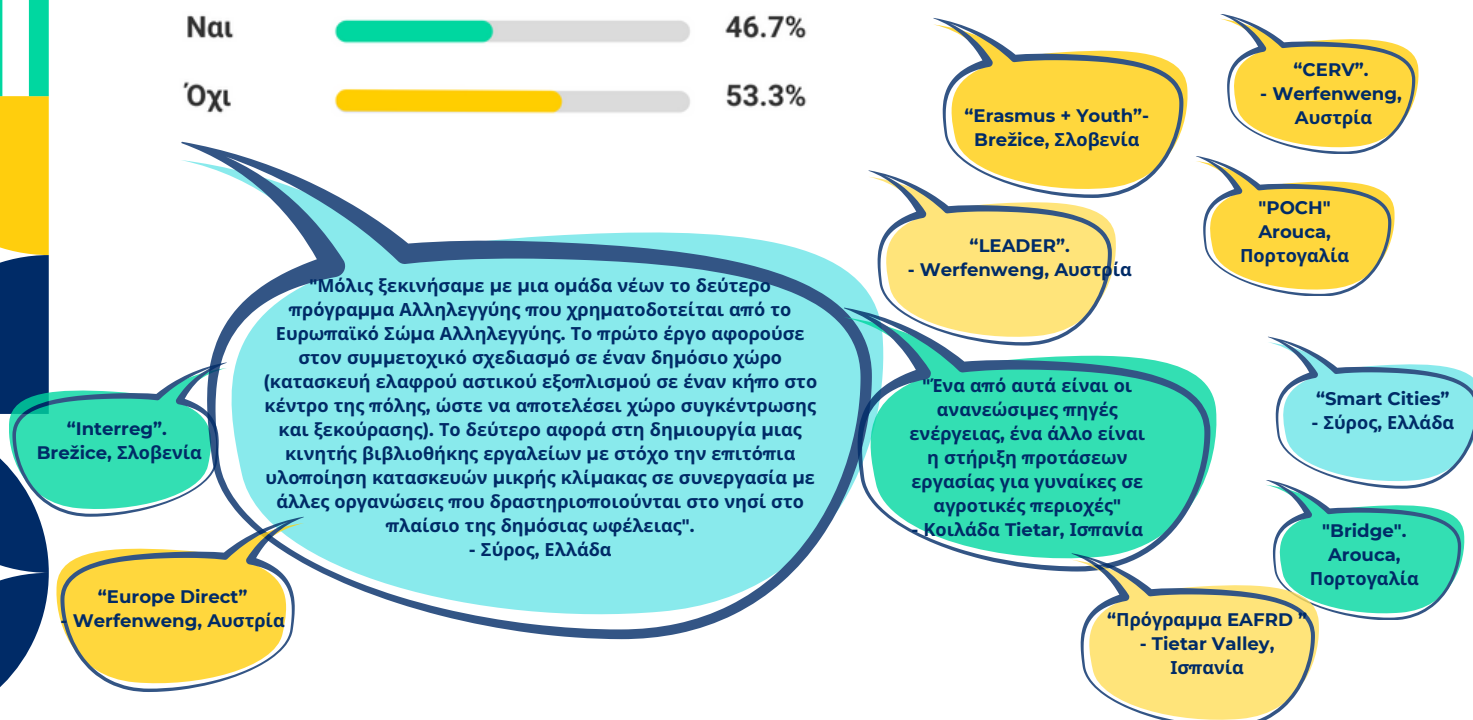 Ναι 46.7%
Όχι 53.3%
“Erasmus + Youth”-
Brežice, Σλοβενία
“CERV”.
- Werfenweng,
Αυστρία
“LEADER”.
- Werfenweng, Αυστρία
"POCH"
Arouca,
Πορτογαλία
"Μόλις ξεκινήσαμε με μια ομάδα νέων το δεύτερο
πρόγραμμα Αλληλεγγύης που χρηματοδοτείται από το
Ευρωπαϊκό Σώμα Αλληλεγγύης. Το πρώτο έργο αφορούσε
στον συμμετοχικό σχεδιασμό σε έναν δημόσιο χώρο
(κατασκευή ελαφρού αστικού εξοπλισμού σε έναν κήπο στο
κέντρο της πόλης, ώστε να αποτελέσει χώρο συγκέντρωσης
και ξεκούρασης). Το δεύτερο αφορά στη δημιουργία μιας
κινητής βιβλιοθήκης εργαλείων με στόχο την επιτόπια
υλοποίηση κατασκευών μικρής κλίμακας σε συνεργασία με
άλλες οργανώσεις που δραστηριοποιούνται στο νησί στο
πλαίσιο της δημόσιας ωφέλειας".
- Σύρος, Ελλάδα
"Ένα από αυτά είναι οι
ανανεώσιμες πηγές
ενέργειας, ένα άλλο είναι
η στήριξη προτάσεων
εργασίας για γυναίκες σε
αγροτικές περιοχές"
- Κοιλάδα Tietar, Ισπανία
“Smart Cities”
- Σύρος, Ελλάδα
“Interreg”.
Brežice, Σλοβενία
"Bridge".
Arouca,
Πορτογαλία
“Europe Direct”
- Werfenweng, Αυστρία
“Πρόγραμμα EAFRD ”
- Tietar Valley,
Ισπανία